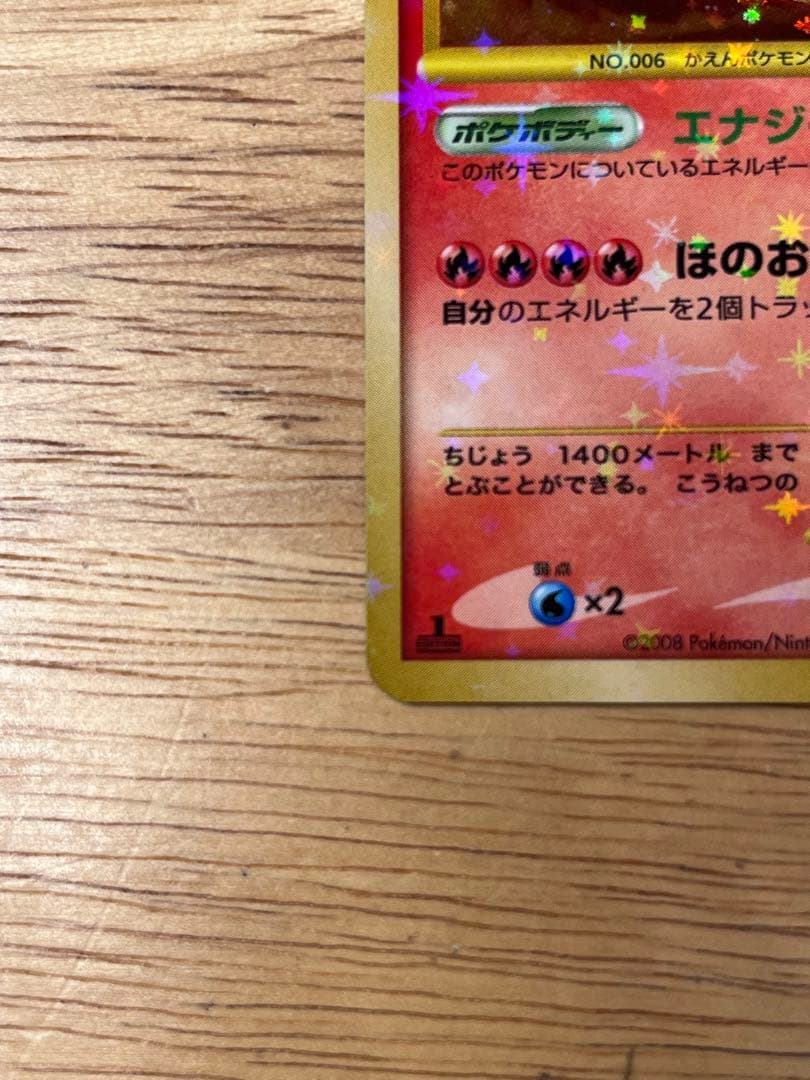 NO.006 かえんポケモン
ポケボディー エナジ
このポケモンについているエネルギー
ほのお
自分のエネルギーを2個トラッ
ちじょう 1400メートル まで
とぶことができる。 こうねつの
弱点
×2
1
EDITION
©2008 Pokémon/Nint